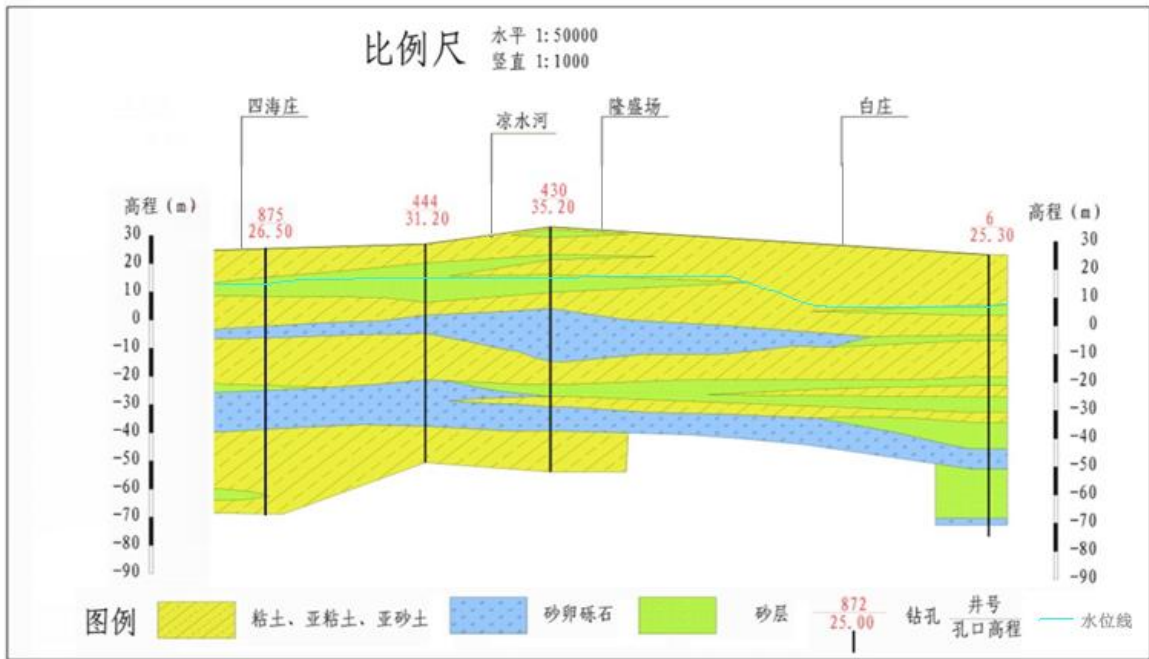 比例尺
水平 1:50000
竖直 1:1000
四海庄
凉水河
隆盛场
白庄
高程(m)
875
26.50
444
31.20
430
35.20
6
25.30
高程(m)
30
20
10
0
-10
-20
-30
-40
-50
-60
-70
-80
-90
30
20
10
0
-10
-20
-30
-40
-50
-60
-70
-80
-90
图例
粘土、亚粘土、亚砂土
砂卵砾石
砂层
872
25.00
钻孔
井号
孔口高程
水位线